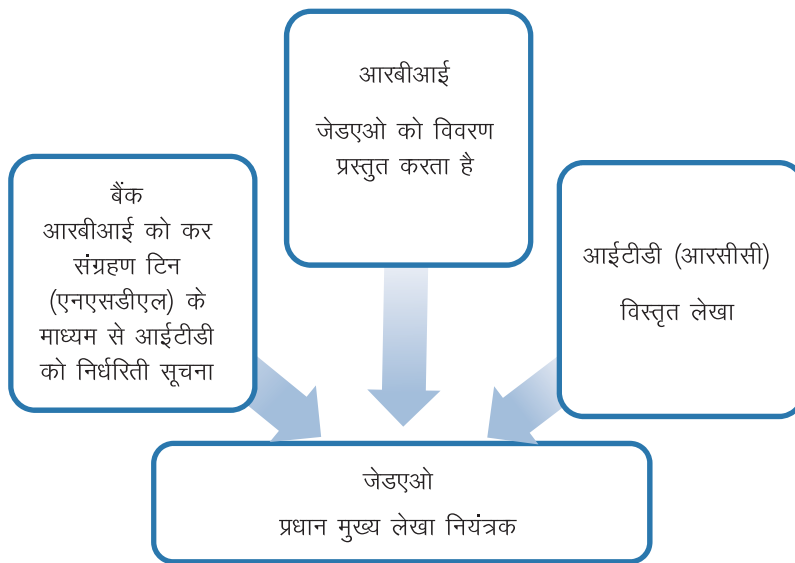 आरबीआई
जेडएओ को विवरण
प्रस्तुत करता है
बैंक
आरबीआई को कर
संग्रहण टिन
(एनएसडीएल) के
माध्यम से आईटीडी
को निर्धरिती सूचना
आईटीडी (आरसीसी)
विस्तृत लेखा
जेडएओ
प्रधान मुख्य लेखा नियंत्रक